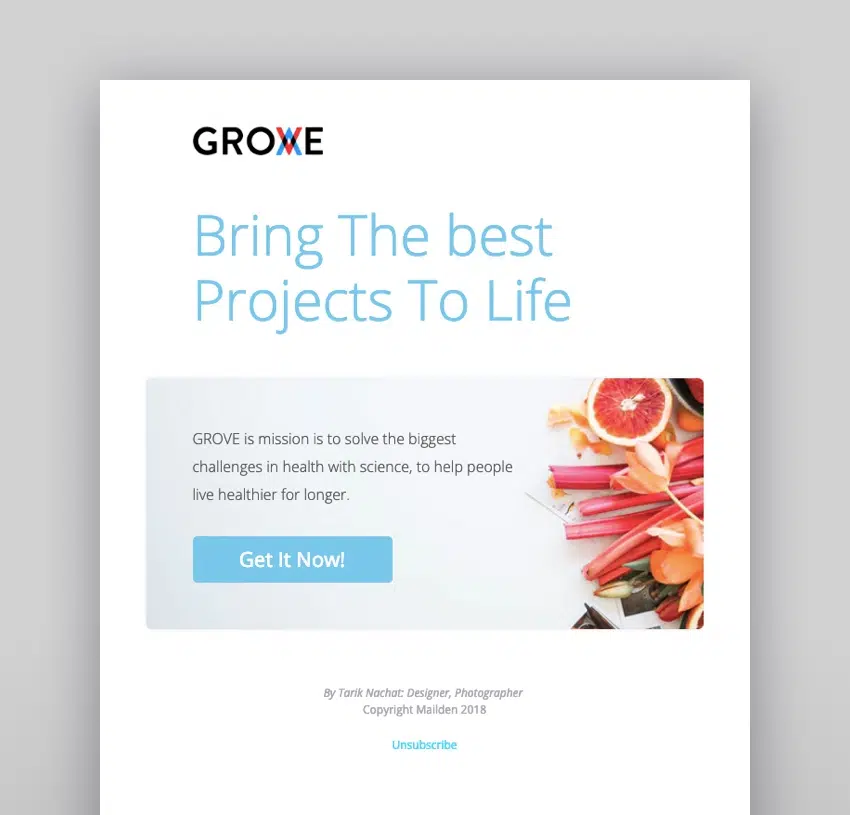 GROVE
Bring The best
Projects To Life
GROVE is mission is to solve the biggest
challenges in health with science, to help people
live healthier for longer.
Get It Now!
By Tarik Nachat: Designer, Photographer
Copyright Mailden 2018
Unsubscribe